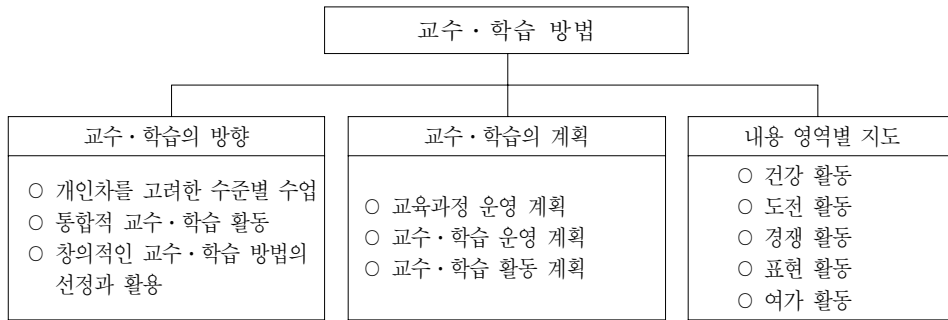 교수·학습 방법
교수·학습의 방향
○ 개인차를 고려한 수준별 수업
○ 통합적 교수·학습 활동
○ 창의적인 교수·학습 방법의
선정과 활용
교수·학습의 계획
○ 교육과정 운영 계획
○ 교수·학습 운영 계획
○ 교수·학습 활동 계획
내용 영역별 지도
○ 건강 활동
○ 도전 활동
○ 경쟁 활동
○ 표현 활동
○ 여가 활동